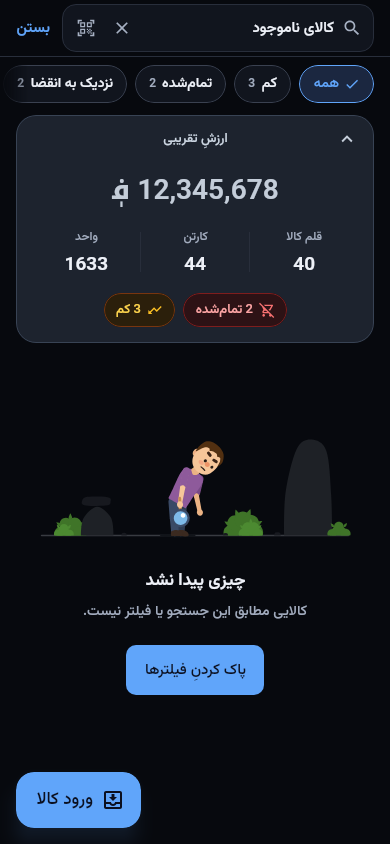 کالای ناموجود
بستن
همه
کم 3
تمام‌شده 2
نزدیک به انقضا 2
ارزشِ تقریبی
12,345,678 ؋
قلم کالا
کارتن
واحد
40
44
1633
2 تمام‌شده
3 کم
چیزی پیدا نشد
کالایی مطابق این جستجو یا فیلتر نیست.
پاک کردنِ فیلترها
ورود کالا